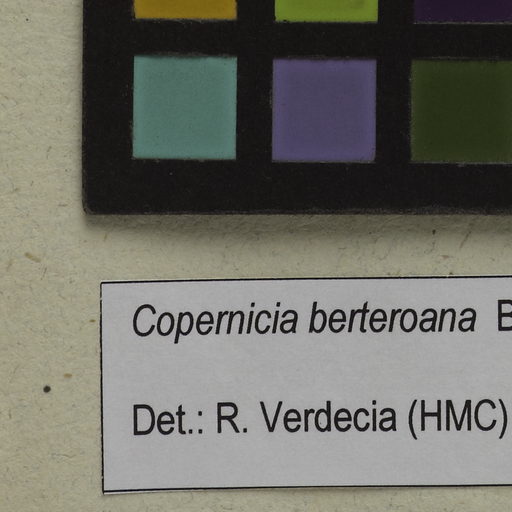 Copernicia berteroana B
Det.: R. Verdecia (HMC)